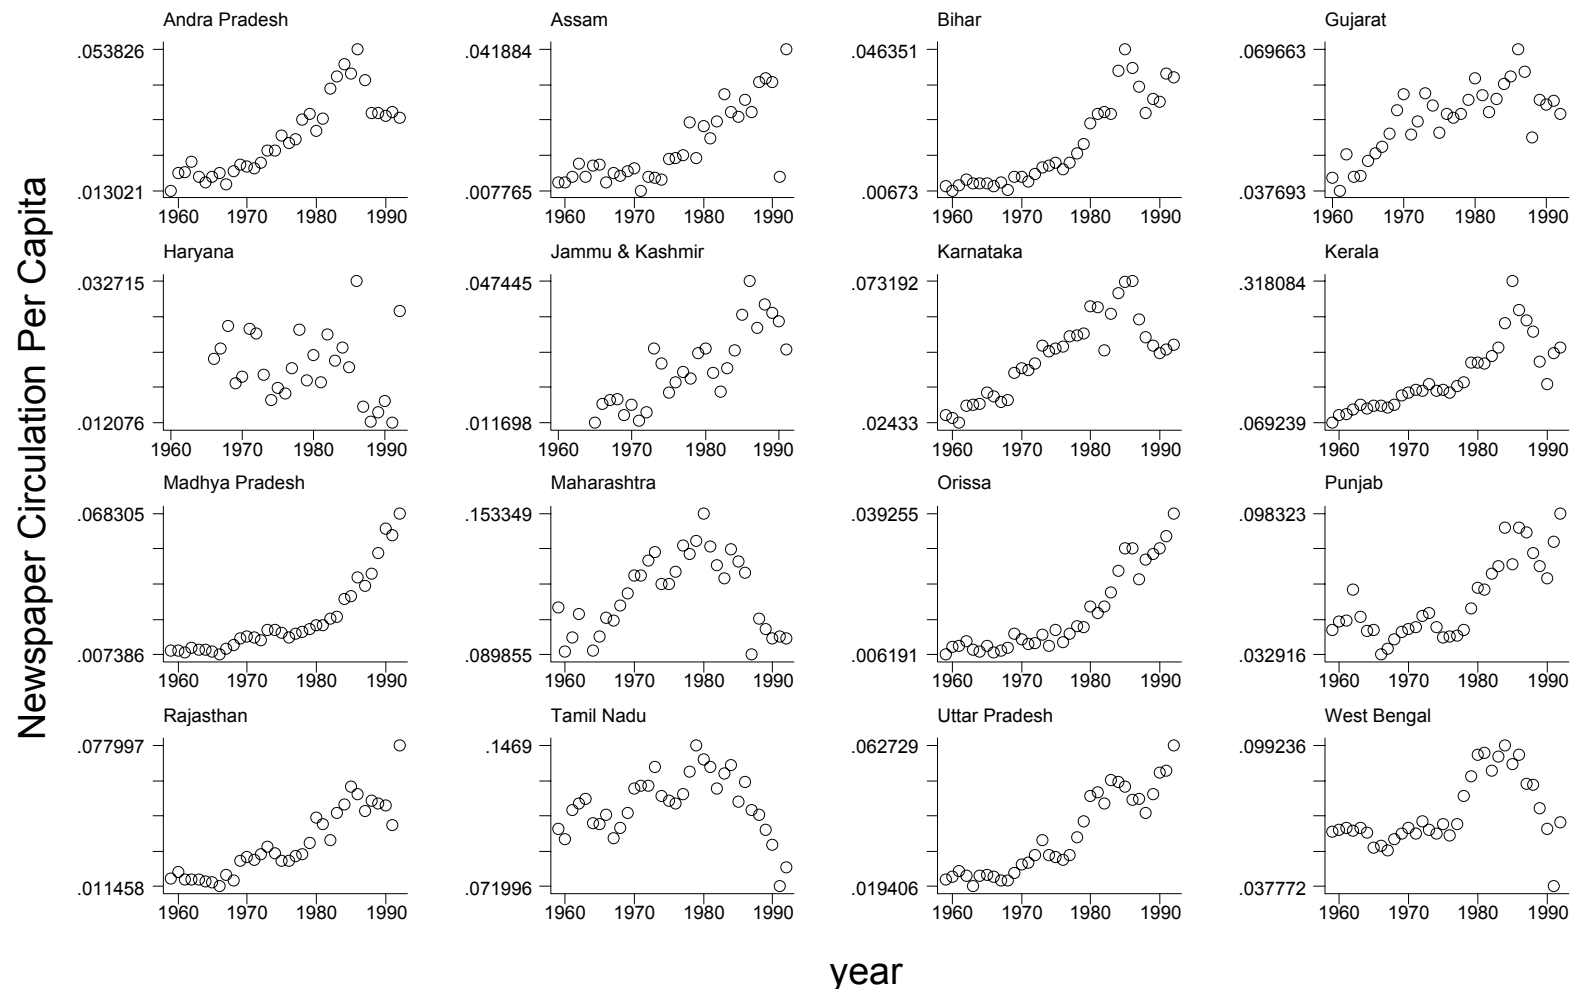 Newspaper Circulation Per Capita
Andra Pradesh
.053826
.013021
1960 1970 1980 1990
Assam
.041884
.007765
1960 1970 1980 1990
Bihar
.046351
.00673
1960 1970 1980 1990
Gujarat
.069663
.037693
1960 1970 1980 1990
Haryana
.032715
.012076
1960 1970 1980 1990
Jammu & Kashmir
.047445
.011698
1960 1970 1980 1990
Karnataka
.073192
.02433
1960 1970 1980 1990
Kerala
.318084
.069239
1960 1970 1980 1990
Madhya Pradesh
.068305
.007386
1960 1970 1980 1990
Maharashtra
.153349
.089855
1960 1970 1980 1990
Orissa
.039255
.006191
1960 1970 1980 1990
Punjab
.098323
.032916
1960 1970 1980 1990
Rajasthan
.077997
.011458
1960 1970 1980 1990
Tamil Nadu
.1469
.071996
1960 1970 1980 1990
Uttar Pradesh
.062729
.019406
1960 1970 1980 1990
West Bengal
.099236
.037772
1960 1970 1980 1990
year